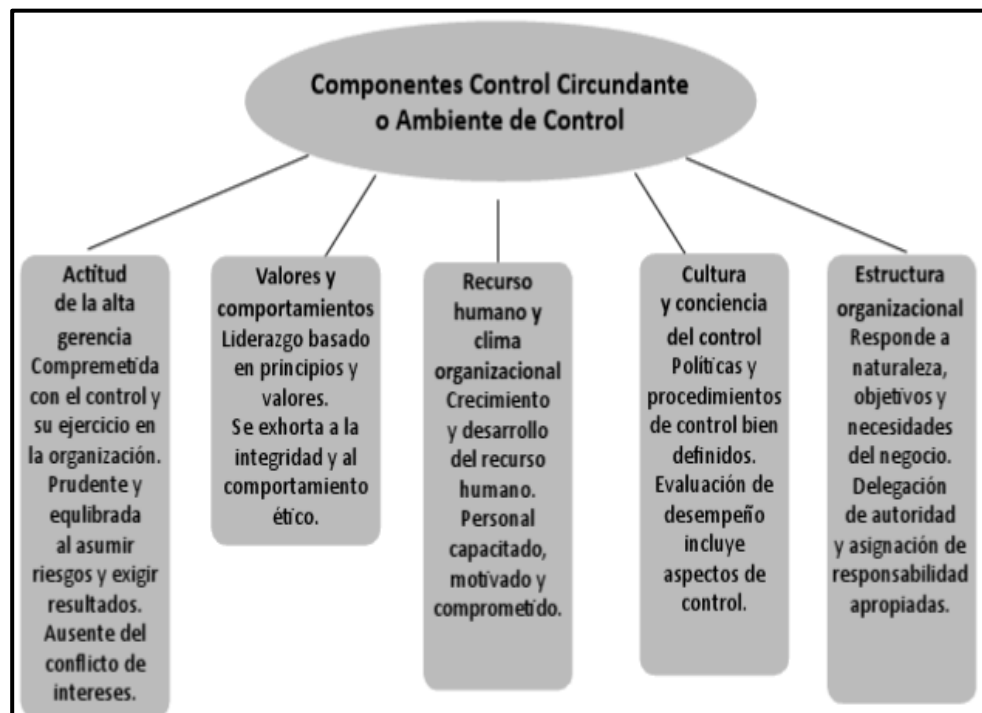 Componentes Control Circundante
o Ambiente de Control
Actitud
de la alta
gerencia
Compremetida
con el control y
su ejercicio en
la organización.
Prudente y
equlibrada
al asumir
riesgos y exigir
resultados.
Ausente del
conflicto de
intereses.
Valores y
comportamientos
Liderazgo basado
en principios y
valores.
Se exhorta a la
integridad y al
comportamiento
ético.
Recurso
humano y
clima
organizacional
Crecimiento
y desarrollo
del recurso
humano.
Personal
capacitado,
motivado y
comprometido.
Cultura
y conciencia
del control
Políticas y
procedimientos
de control bien
definidos.
Evaluación de
desempeño
incluye
aspectos de
control.
Estructura
organizacional
Responde a
naturaleza,
objetivos y
necesidades
del negocio.
Delegación
de autoridad
y asignación de
responsabilidad
apropiadas.